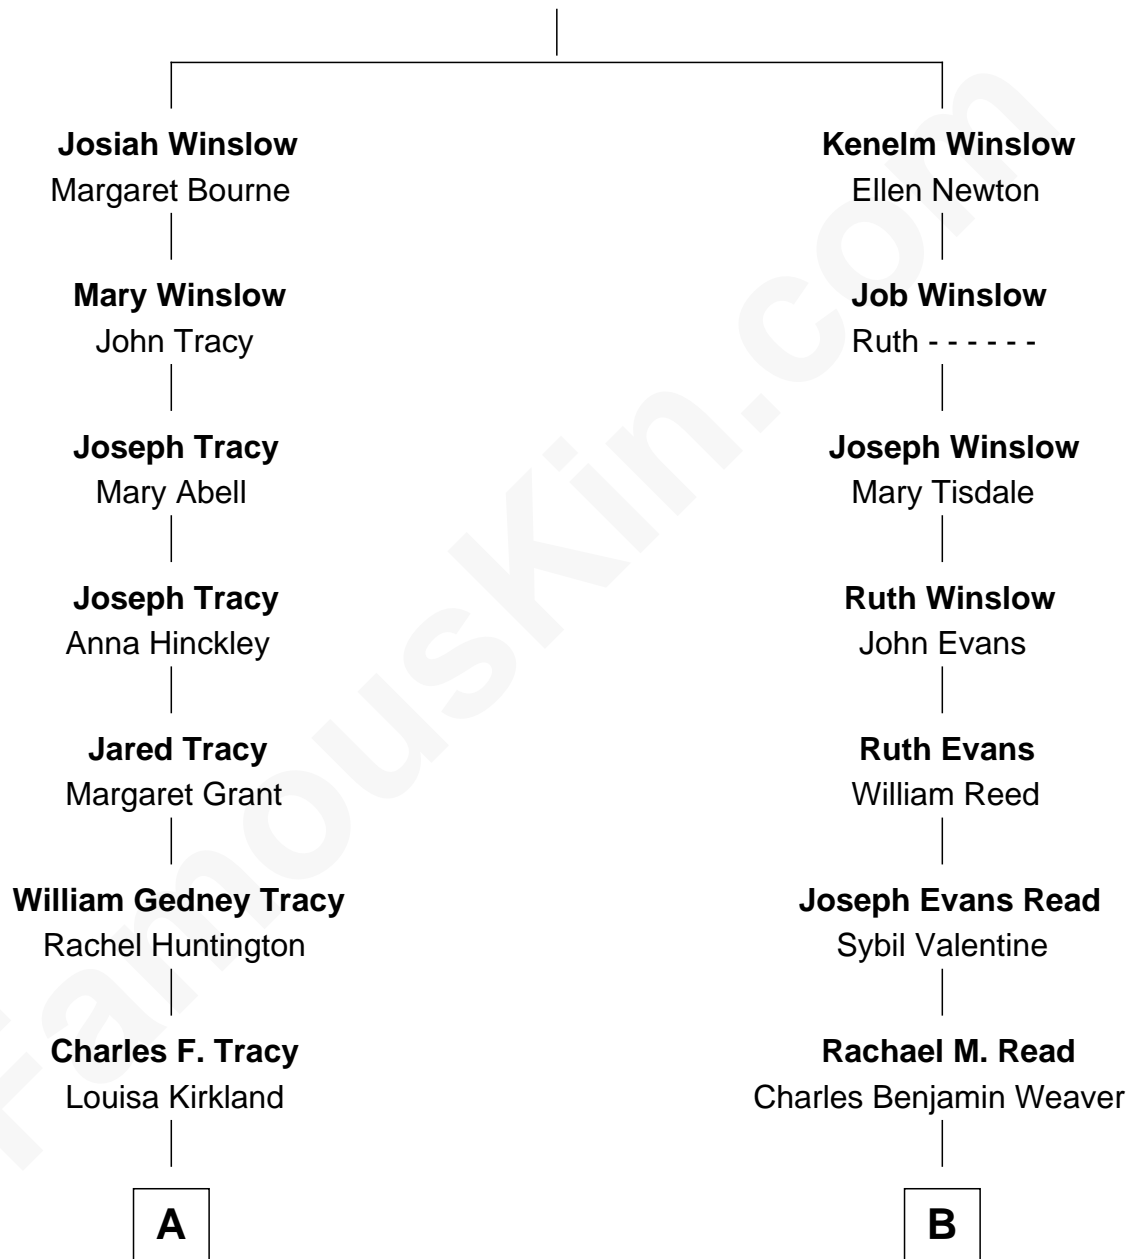 Josiah Winslow
Margaret Bourne
Mary Winslow
John Tracy
Joseph Tracy
Mary Abell
Joseph Tracy
Anna Hinckley
Jared Tracy
Margaret Grant
William Gedney Tracy
Rachel Huntington
Charles F. Tracy
Louisa Kirkland
A
Kenelm Winslow
Ellen Newton
Job Winslow
Ruth - - - - - -
Joseph Winslow
Mary Tisdale
Ruth Winslow
John Evans
Ruth Evans
William Reed
Joseph Evans Read
Sybil Valentine
Rachael M. Read
Charles Benjamin Weaver
B
FamousKin.com